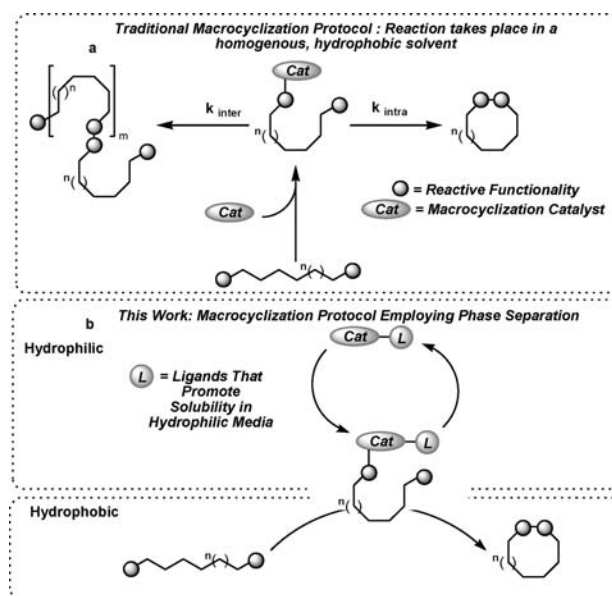 Traditional Macrocyclization Protocol : Reaction takes place in a
homogenous, hydrophobic solvent
a
Cat
( )n
k inter
k intra
n( )
n( )
m
n( )
Cat
= Reactive Functionality
Cat = Macrocyclization Catalyst
n( )
b
This Work: Macrocyclization Protocol Employing Phase Separation
Hydrophilic
Cat L
L = Ligands That
Promote
Solubility in
Hydrophilic Media
Cat L
n( )
Hydrophobic
n( )
n( )